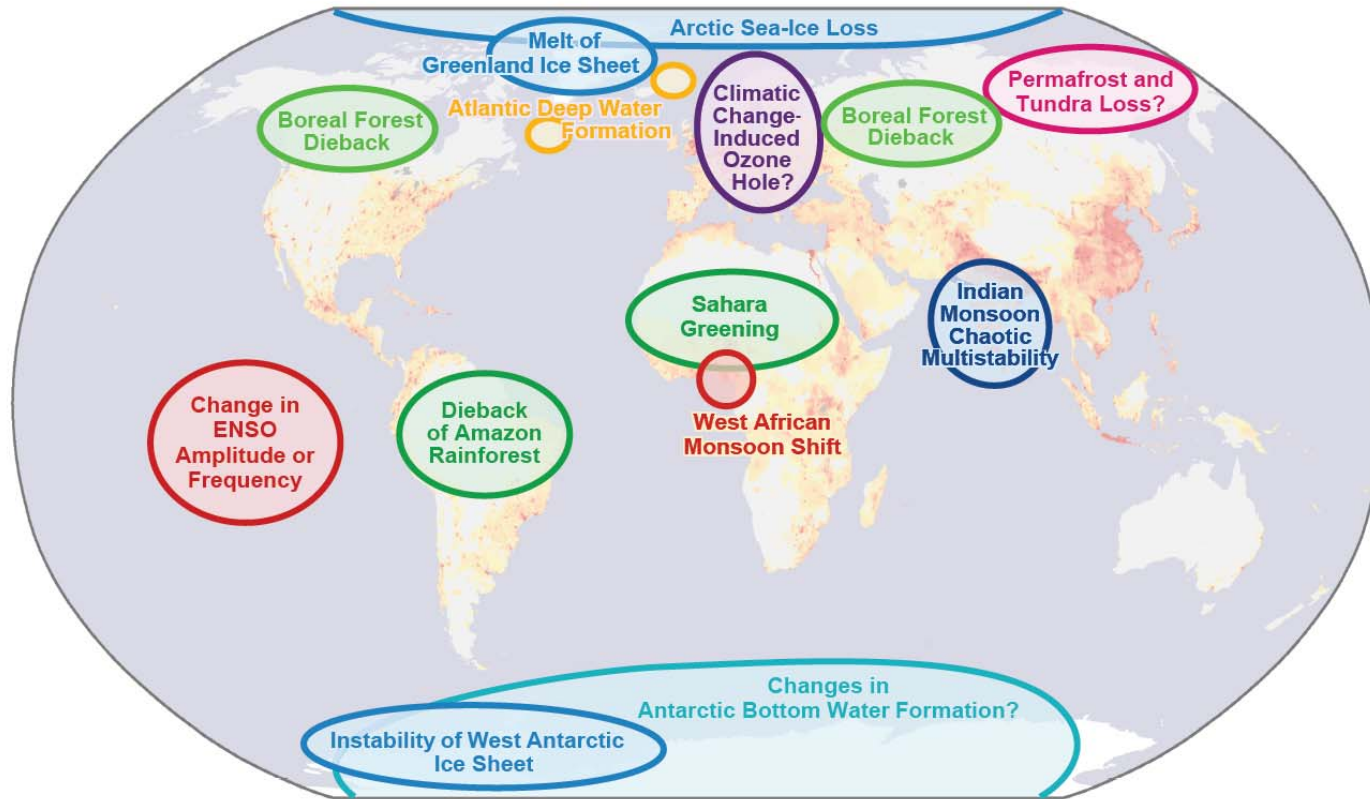 Arctic Sea-Ice Loss
Melt of
Greenland Ice Sheet
Atlantic Deep Water
Formation
Boreal Forest
Dieback
Climatic
Change-
Induced
Ozone
Hole?
Boreal Forest
Dieback
Permafrost and
Tundra Loss?
Sahara
Greening
Indian
Monsoon
Chaotic
Multistability
West African
Monsoon Shift
Change in
ENSO
Amplitude or
Frequency
Dieback
of Amazon
Rainforest
Changes in
Antarctic Bottom Water Formation?
Instability of West Antarctic
Ice Sheet